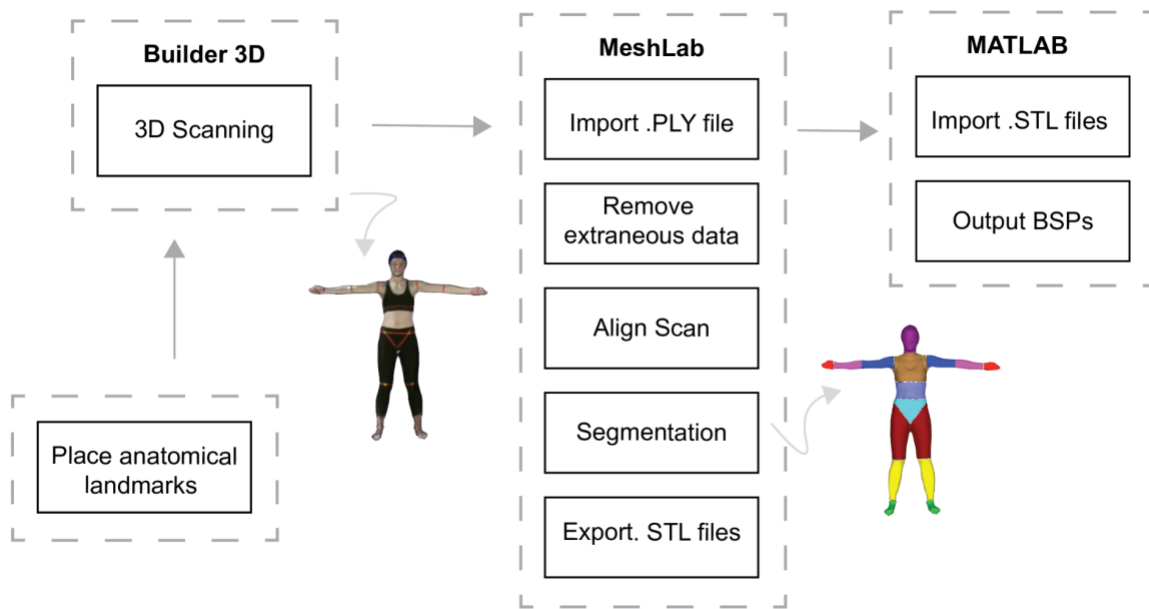 Builder 3D
3D Scanning
Place anatomical
landmarks
MeshLab
Import .PLY file
Remove
extraneous data
Align Scan
Segmentation
Export. STL files
MATLAB
Import .STL files
Output BSPs